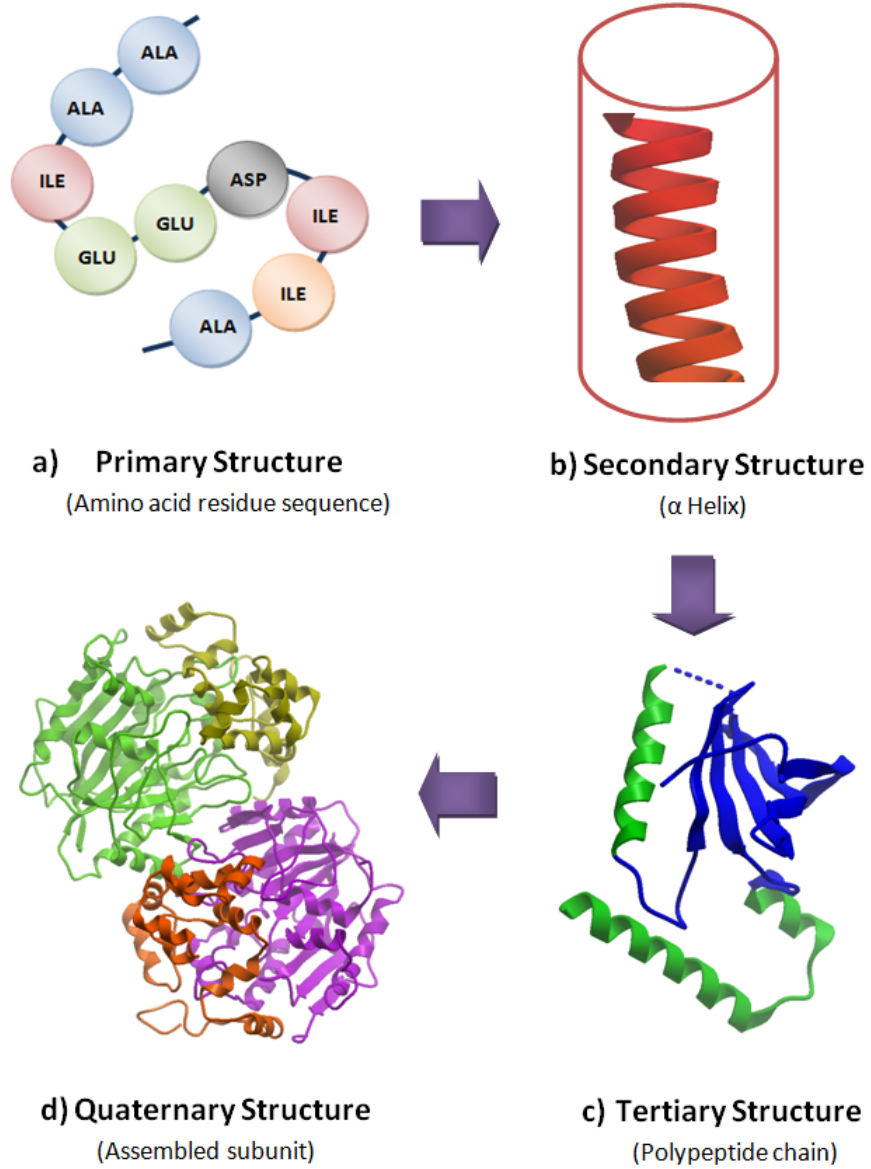 ALA
ALA
ILE
GLU
GLU
ASP
ILE
ILE
ALA
a) Primary Structure
(Amino acid residue sequence)
b) Secondary Structure
(α Helix)
d) Quaternary Structure
(Assembled subunit)
c) Tertiary Structure
(Polypeptide chain)